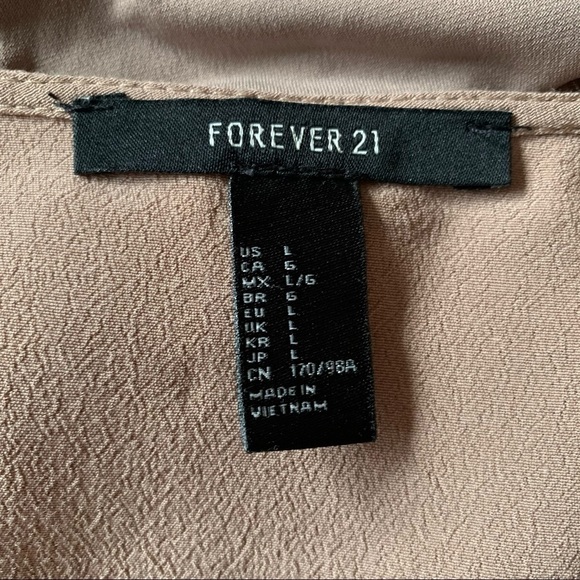 FOREVER 21
US L
CA G
MX L/G
BR G
EU L
UK L
KR L
JP L
CN 170/98A
MADE IN
VIETNAM